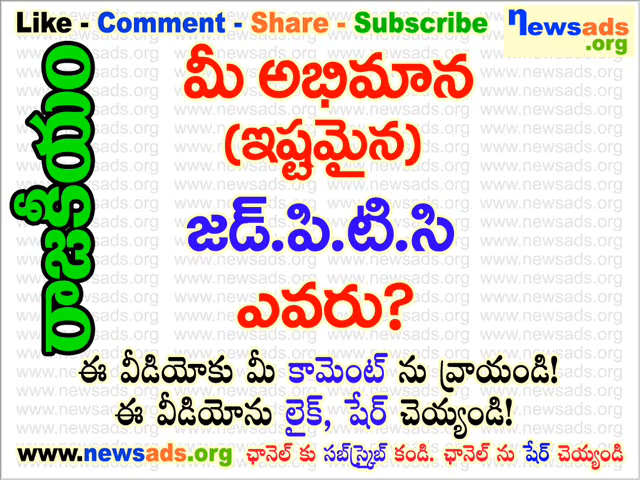 Like - Comment - Share - Subscribe
newsads
.org
రాజకీయం
మీ అభిమాన
(ఇష్టమైన)
జడ్.పి.టి.సి
ఎవరు?
ఈ వీడియోకు మీ కామెంట్ ను వ్రాయండి!
ఈ వీడియోను లైక్, షేర్ చెయ్యండి!
www.newsads.org ఛానెల్ కు సబ్‌స్క్రైబ్ కండి. ఛానెల్ ను షేర్ చెయ్యండి